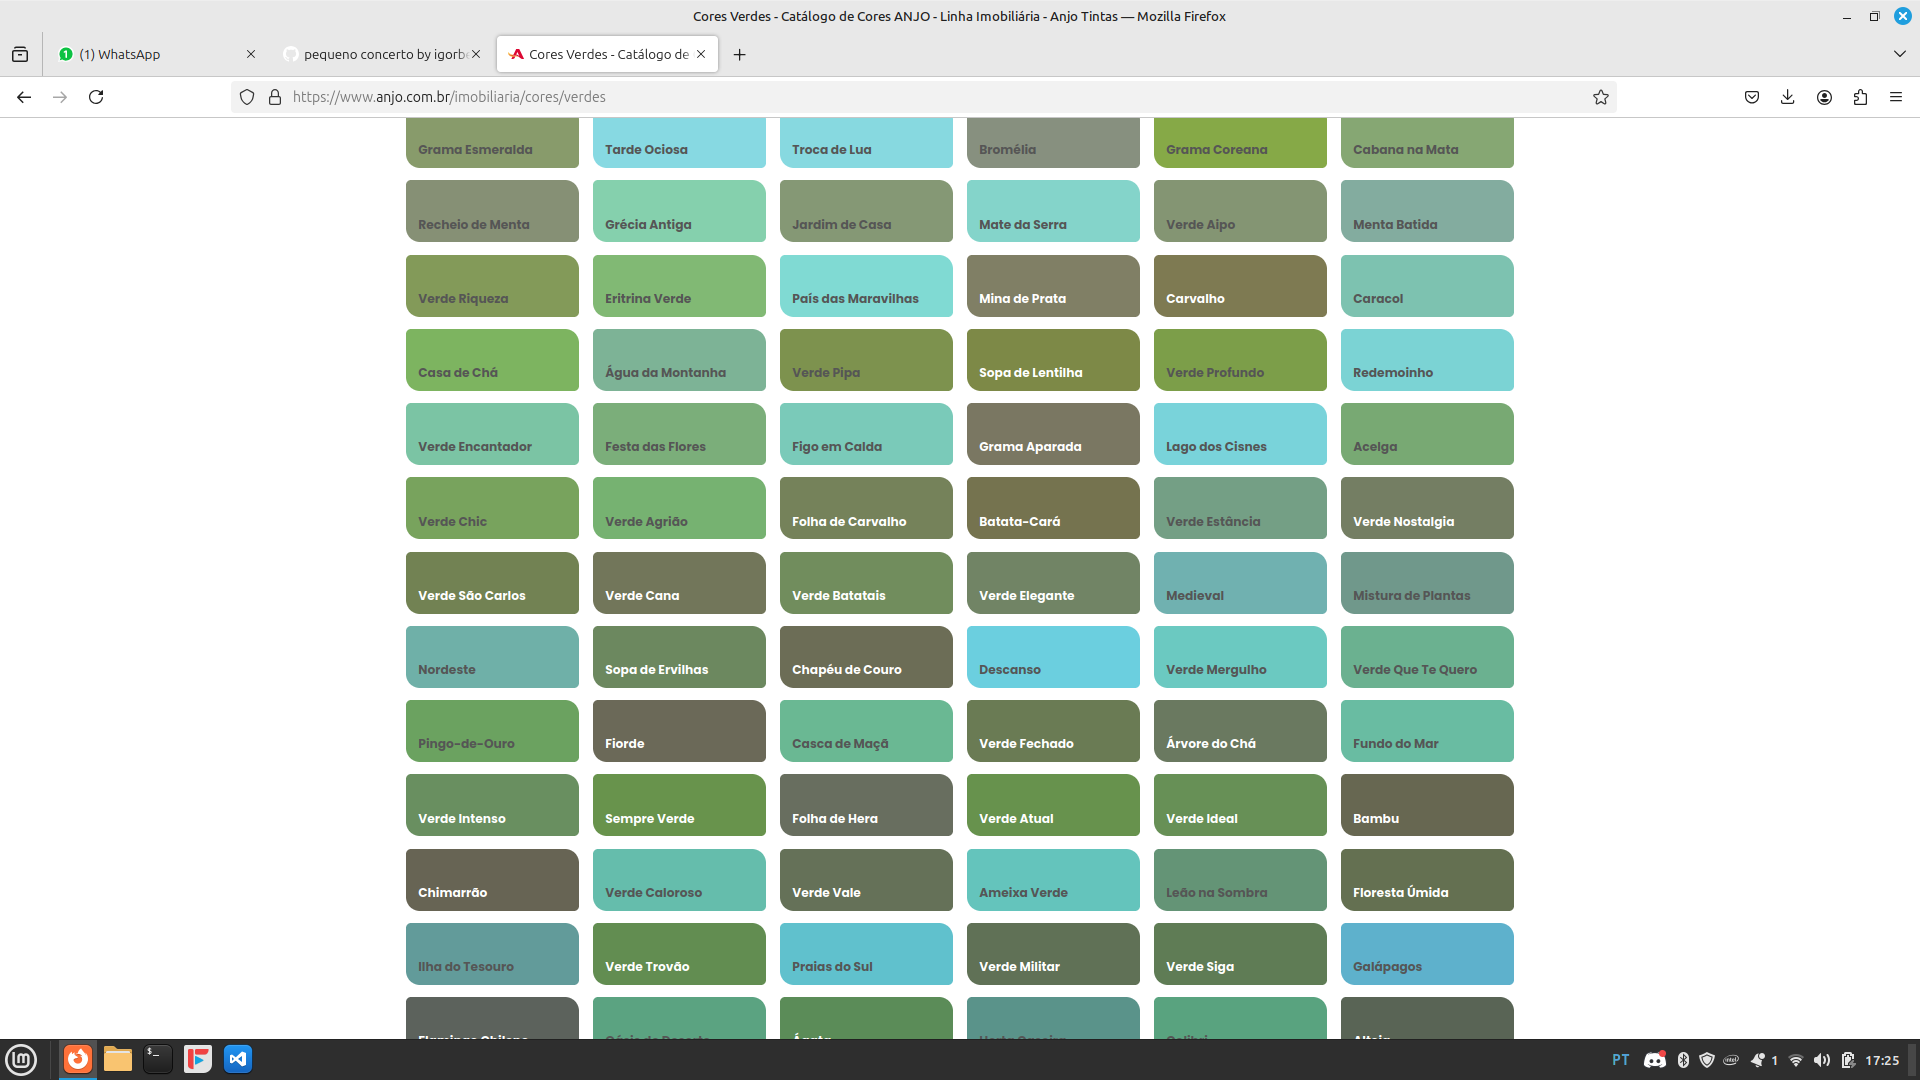 Cores Verdes - Catálogo de Cores ANJO - Linha Imobiliária - Anjo Tintas — Mozilla Firefox
(1) WhatsApp
pequeno concerto by igorb
Cores Verdes - Catálogo de
https://www.anjo.com.br/imobiliaria/cores/verdes
Grama Esmeralda
Tarde Ociosa
Troca de Lua
Bromélia
Grama Coreana
Cabana na Mata
Recheio de Menta
Grécia Antiga
Jardim de Casa
Mate da Serra
Verde Aipo
Menta Batida
Verde Riqueza
Eritrina Verde
País das Maravilhas
Mina de Prata
Carvalho
Caracol
Casa de Chá
Água da Montanha
Verde Pipa
Sopa de Lentilha
Verde Profundo
Redemoinho
Verde Encantador
Festa das Flores
Figo em Calda
Grama Aparada
Lago dos Cisnes
Acelga
Verde Chic
Verde Agrião
Folha de Carvalho
Batata-Cará
Verde Estância
Verde Nostalgia
Verde São Carlos
Verde Cana
Verde Batatais
Verde Elegante
Medieval
Mistura de Plantas
Nordeste
Sopa de Ervilhas
Chapéu de Couro
Descanso
Verde Mergulho
Verde Que Te Quero
Pingo-de-Ouro
Fiorde
Casca de Maçã
Verde Fechado
Árvore do Chá
Fundo do Mar
Verde Intenso
Sempre Verde
Folha de Hera
Verde Atual
Verde Ideal
Bambu
Chimarrão
Verde Caloroso
Verde Vale
Ameixa Verde
Leão na Sombra
Floresta Úmida
Ilha do Tesouro
Verde Trovão
Praias do Sul
Verde Militar
Verde Siga
Galápagos
PT
1
17:25